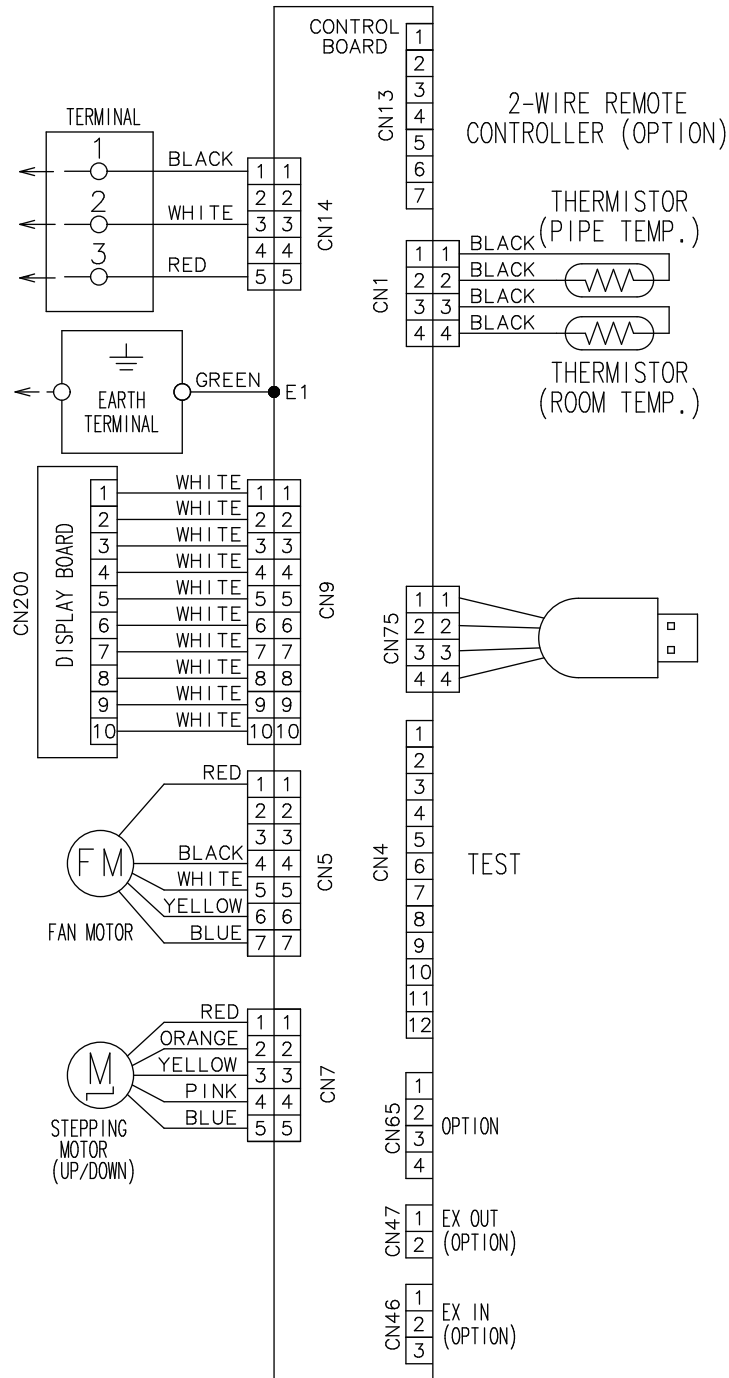 CONTROL
BOARD
CN13
1
2
3
4
5
6
7
2-WIRE REMOTE
CONTROLLER (OPTION)
TERMINAL
1 BLACK 1 1
2 2
2 WHITE 3 3
4 4
3 RED 5 5
CN14
THERMISTOR
(PIPE TEMP.)
CN1
1 1 BLACK
2 2 BLACK
3 3 BLACK
4 4 BLACK
THERMISTOR
(ROOM TEMP.)
EARTH
TERMINAL
GREEN E1
CN200
DISPLAY BOARD
1 WHITE 1 1
2 WHITE 2 2
3 WHITE 3 3
4 WHITE 4 4
5 WHITE 5 5
6 WHITE 6 6
7 WHITE 7 7
8 WHITE 8 8
9 WHITE 9 9
10 WHITE 10 10
CN9
CN75
1 1
2 2
3 3
4 4
FM
FAN MOTOR
RED 1 1
2 2
3 3
BLACK 4 4
WHITE 5 5
YELLOW 6 6
BLUE 7 7
CN5
CN4
1
2
3
4
5
6
7
8
9
10
11
12
TEST
M
STEPPING
MOTOR
(UP/DOWN)
RED 1 1
ORANGE 2 2
YELLOW 3 3
PINK 4 4
BLUE 5 5
CN7
CN65
1
2
3
4
OPTION
CN47
1
2
EX OUT
(OPTION)
CN46
1
2
3
EX IN
(OPTION)